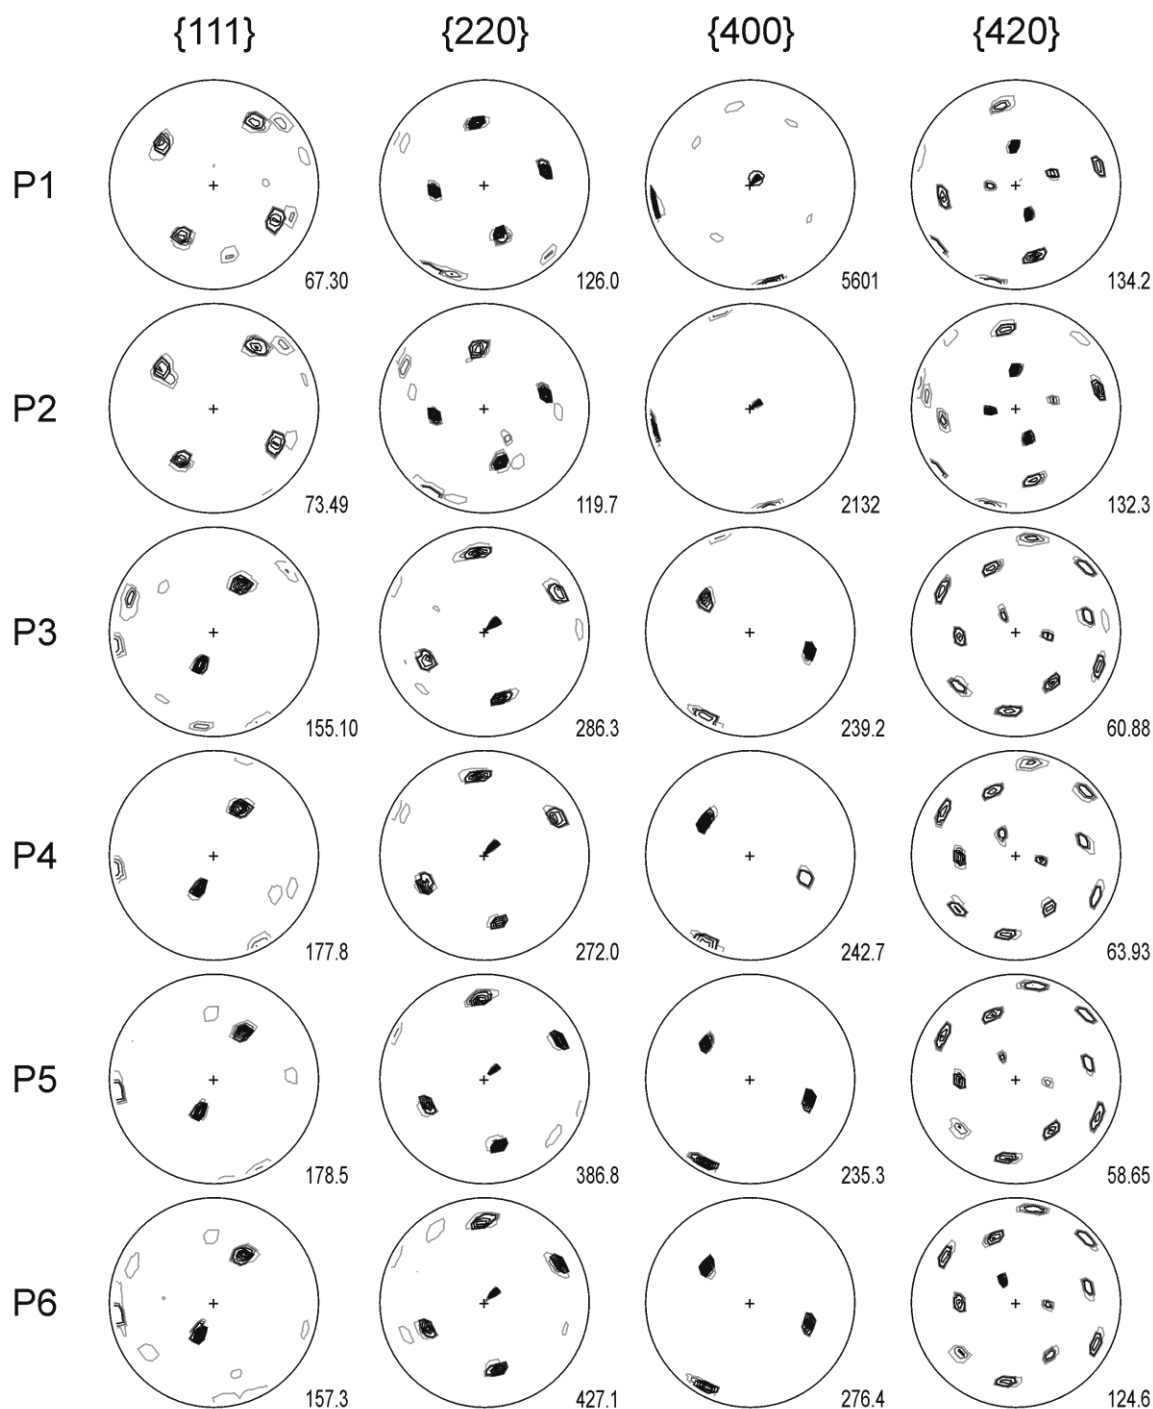 {111} {220} {400} {420}
P1 67.30 126.0 5601 134.2
P2 73.49 119.7 2132 132.3
P3 155.10 286.3 239.2 60.88
P4 177.8 272.0 242.7 63.93
P5 178.5 386.8 235.3 58.65
P6 157.3 427.1 276.4 124.6